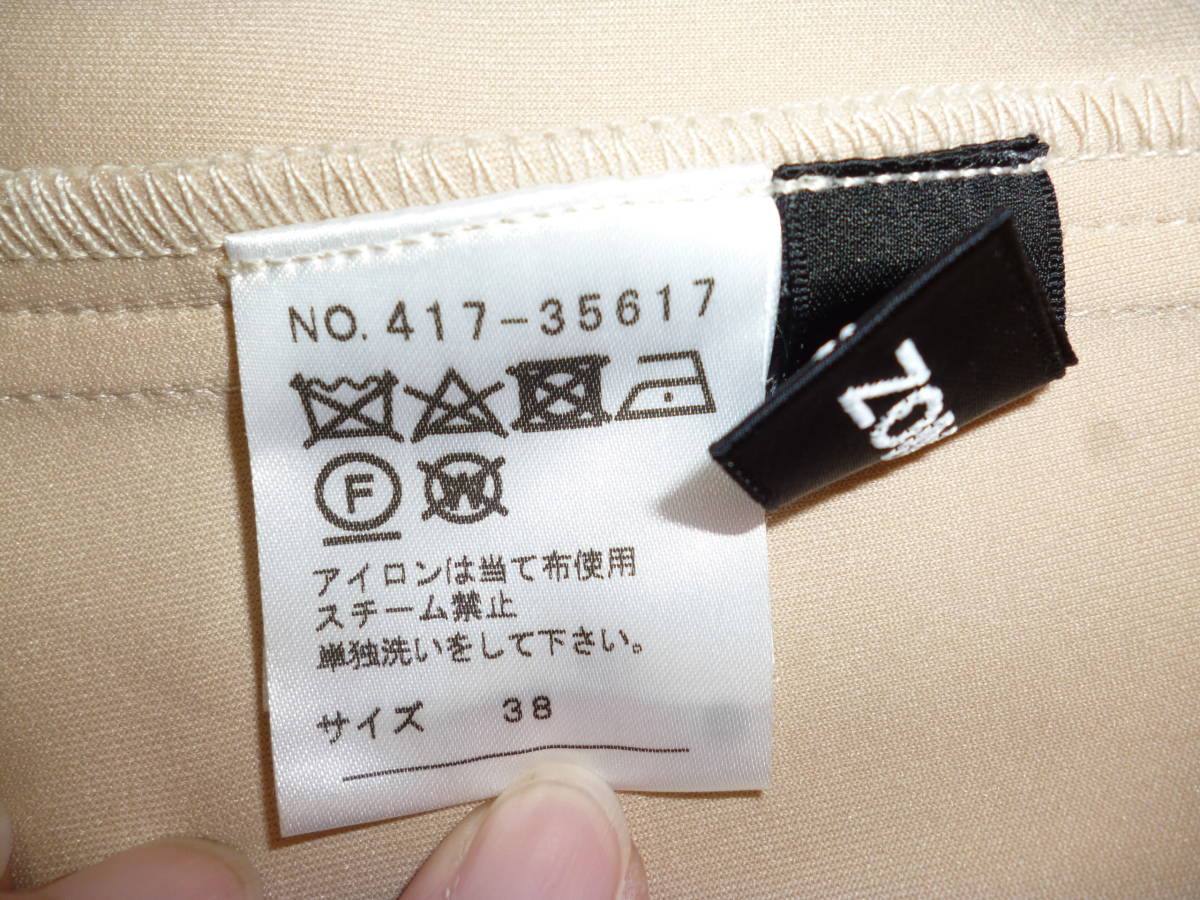 NO. 417-35617
F W
アイロンは当て布使用
スチーム禁止
単独洗いをして下さい。
サイズ 38